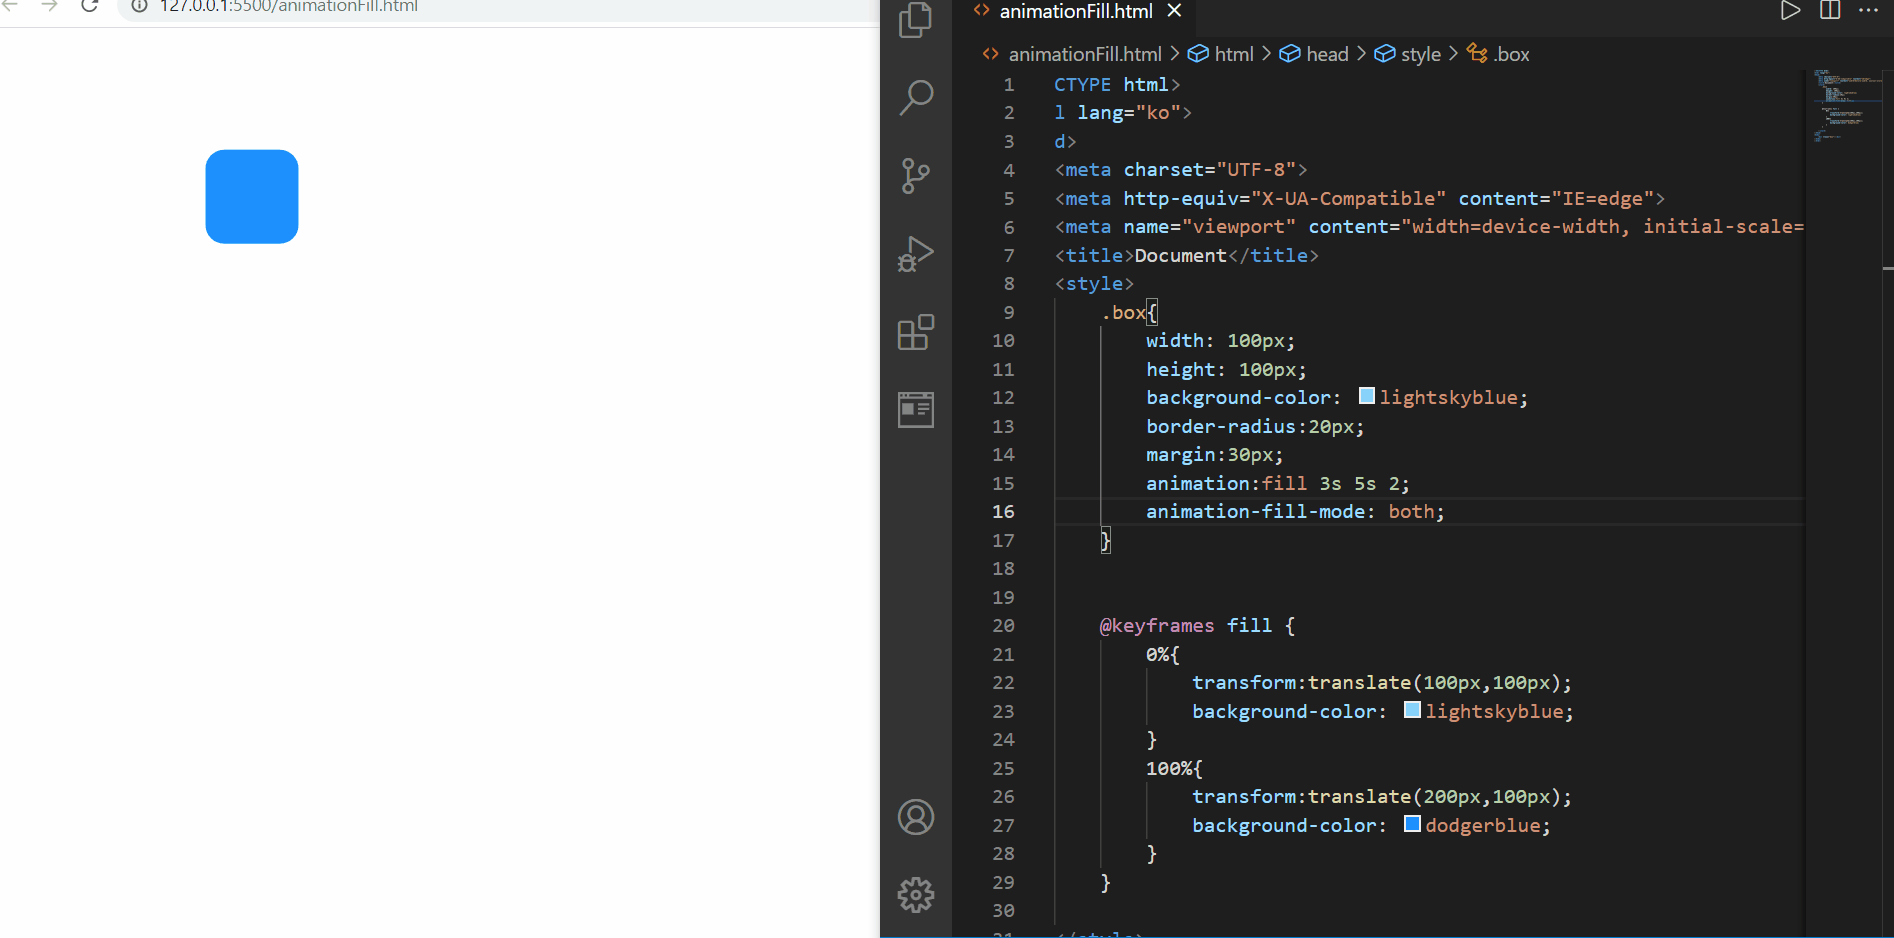 127.0.0.1:5500/animationFill.html
animationFill.html
animationFill.html > html > head > style > .box
1 CTYPE html>
2 l lang="ko">
3 d>
4 <meta charset="UTF-8">
5 <meta http-equiv="X-UA-Compatible" content="IE=edge">
6 <meta name="viewport" content="width=device-width, initial-scale=
7 <title>Document</title>
8 <style>
9 .box{
10 width: 100px;
11 height: 100px;
12 background-color: lightskyblue;
13 border-radius:20px;
14 margin:30px;
15 animation:fill 3s 5s 2;
16 animation-fill-mode: both;
17 }
18
19
20 @keyframes fill {
21 0%{
22 transform:translate(100px,100px);
23 background-color: lightskyblue;
24 }
25 100%{
26 transform:translate(200px,100px);
27 background-color: dodgerblue;
28 }
29 }
30
31 </style>